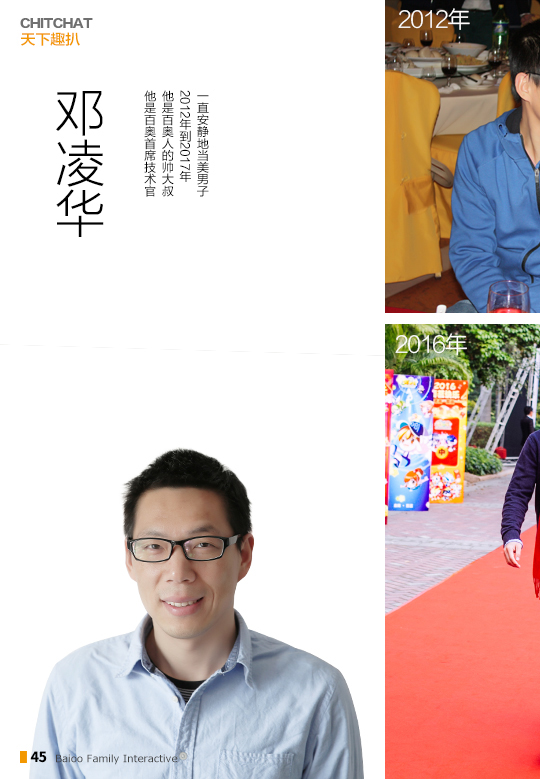 CHITCHAT
天下趣扒
邓凌华
一直安静地当美男子
2012年到2017年
他是百奥人的帅大叔
他是百奥首席技术官
2012年
2016年
2016
45 Baioo Family Interactive